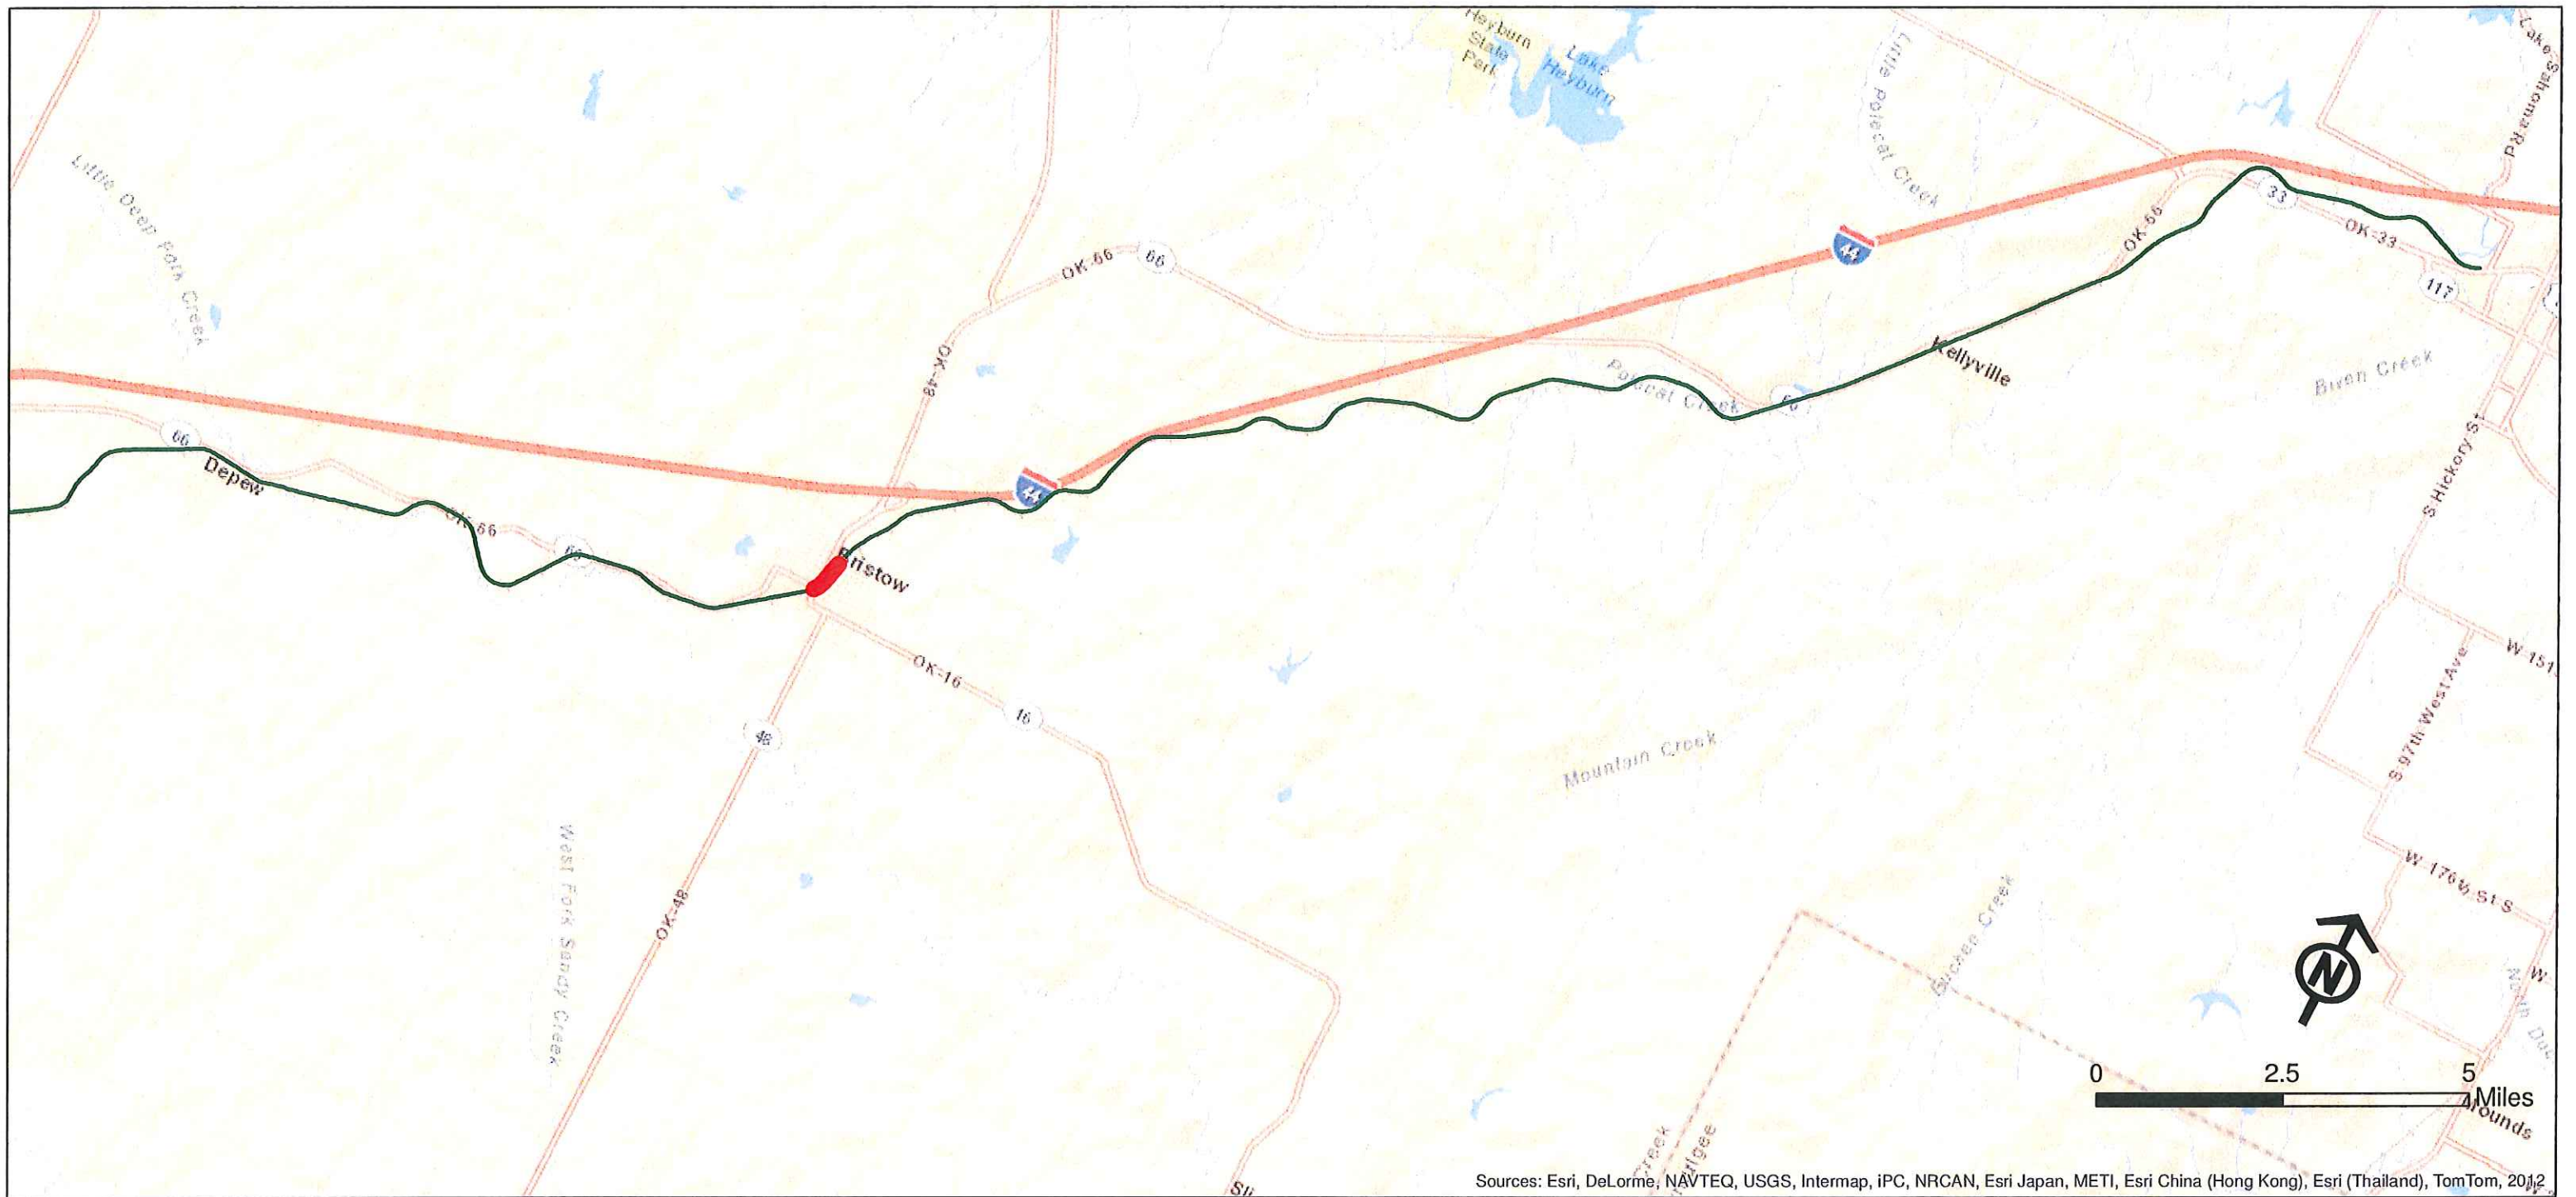 Heyburn
State
Park
Lake
Heyburn
Little Polecat Creek
Lake Sahoma Rd
Little Deep Fork Creek
OK-66
66
44
OK-66
33
OK-33
117
OK-48
Kellyville
Polecat Creek
66
66
Depew
44
S Hickory St
OK-66
66
Bristow
OK-16
16
48
W 151
S 97th West Ave
Mountain Creek
West Fork Sandy Creek
OK-48
W 176th St S
W
N
0 2.5 5
Miles
Mounds
Creek
Sources: Esri, DeLorme, NAVTEQ, USGS, Intermap, iPC, NRCAN, Esri Japan, METI, Esri China (Hong Kong), Esri (Thailand), TomTom, 2012